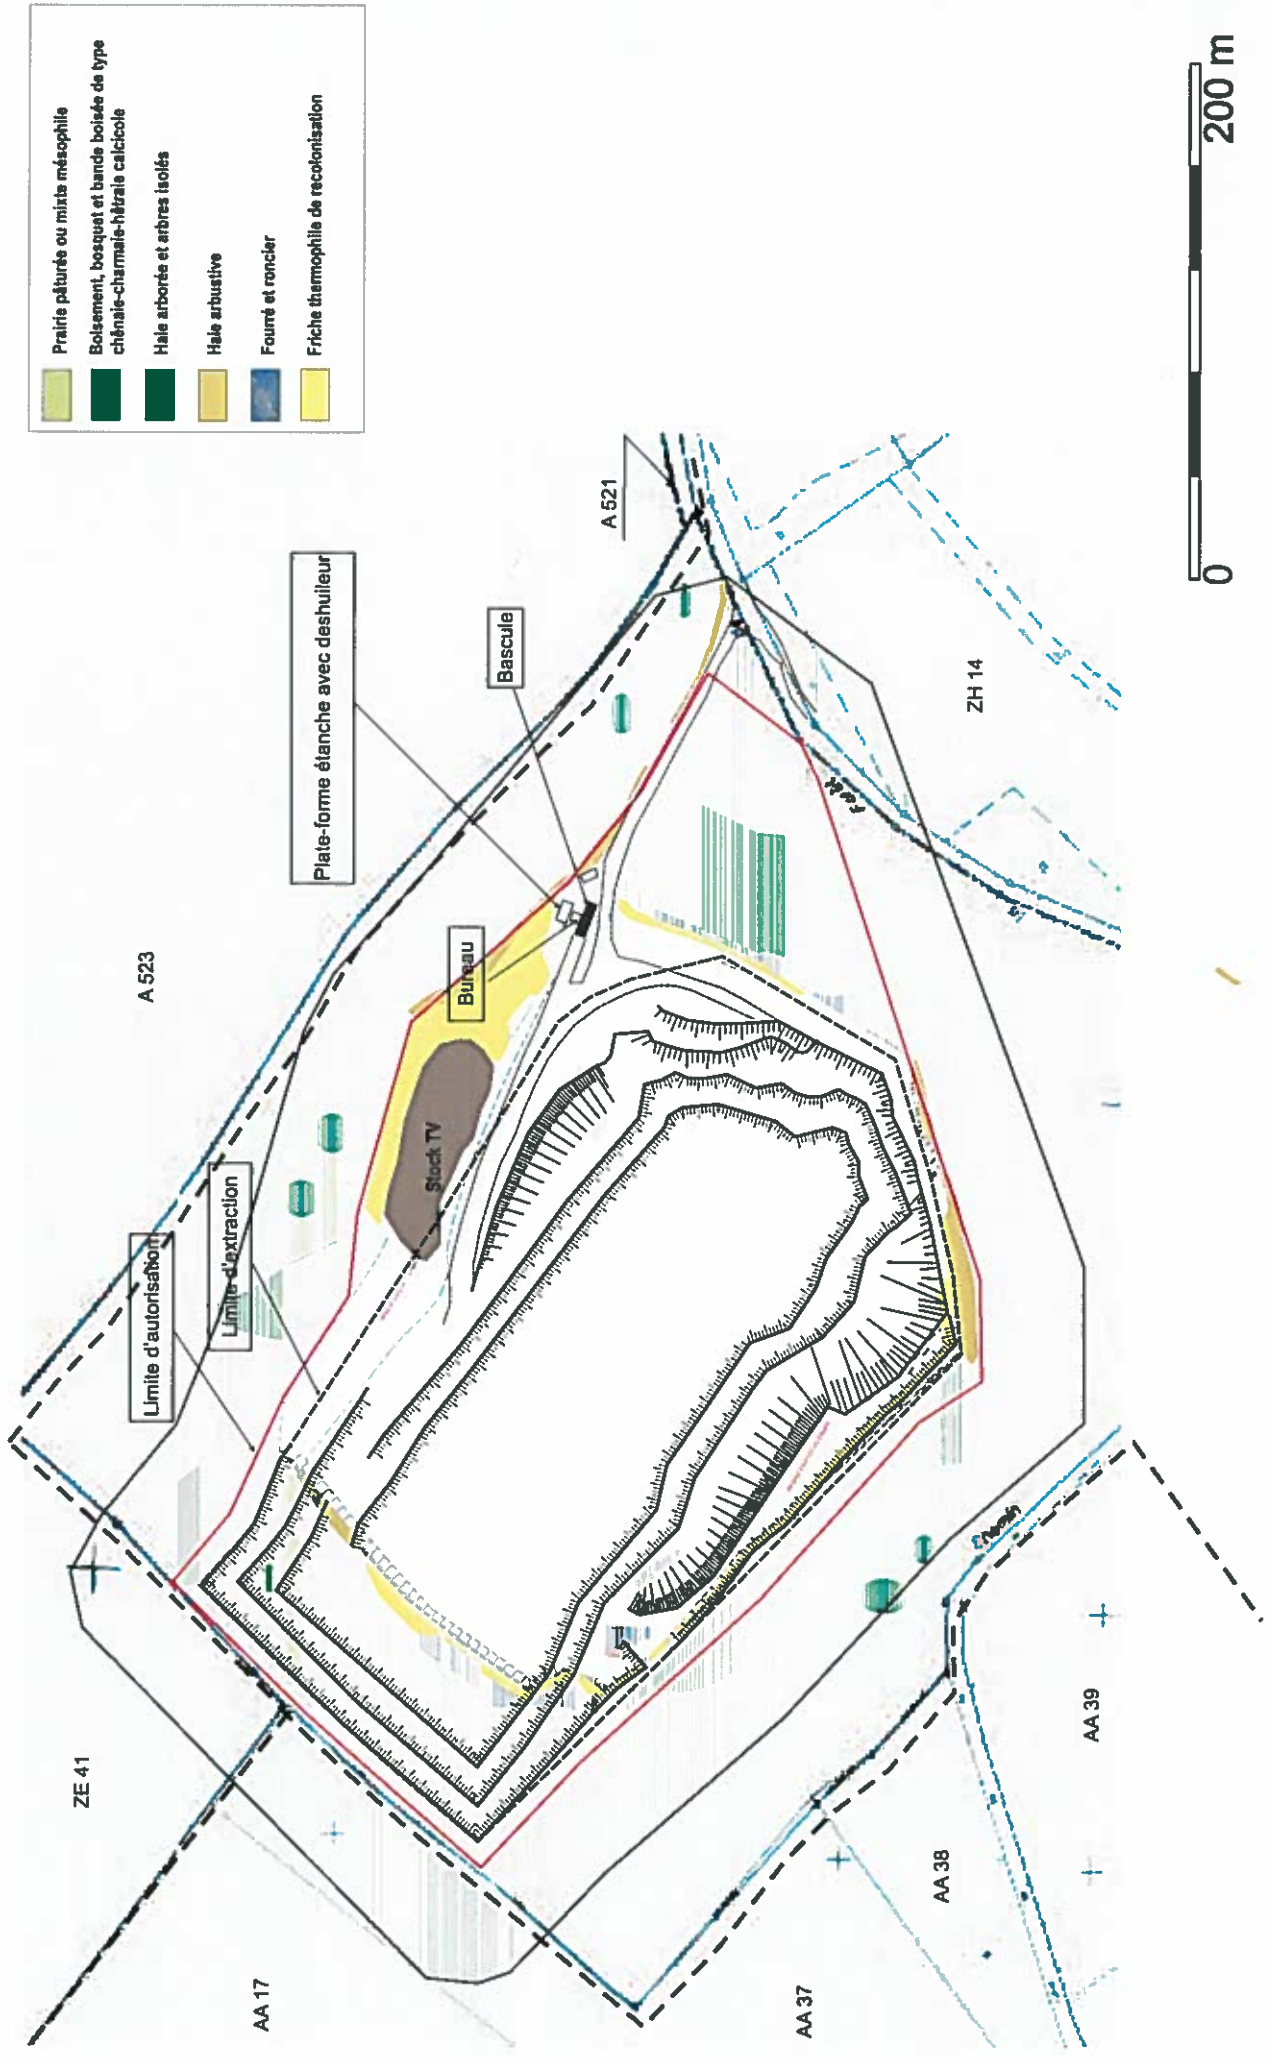 Prairie pâturée ou mixte mésophile
Boisement, bosquet et bande boisée de type
chênaie-charmaie-hêtraie calcicole
Haie arborée et arbres isolés
Haie arbustive
Fourré et roncier
Friche thermophile de recolonisation
A 523
Limite d'autorisation
Limite d'extraction
Plate-forme étanche avec deshuileur
Bascule
Bureau
Stock TV
A 521
ZH 14
ZE 41
AA 17
AA 37
AA 38
AA 39
0
200 m